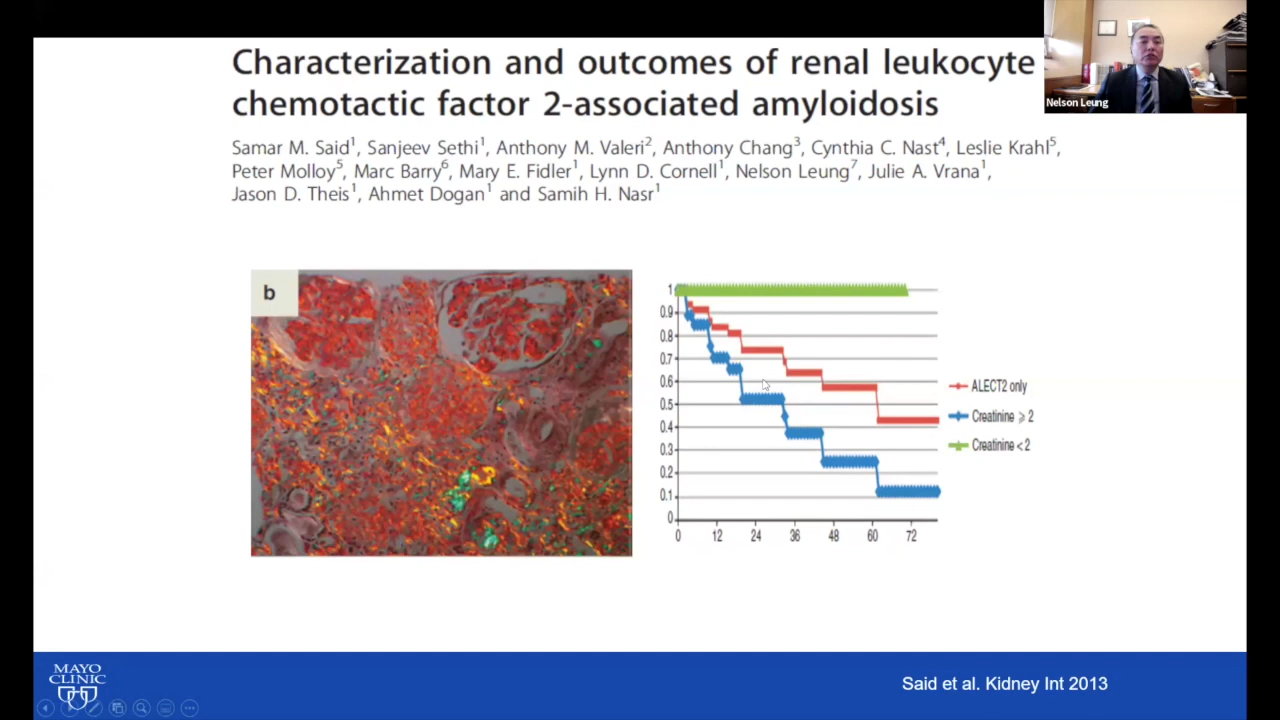 Characterization and outcomes of renal leukocyte
chemotactic factor 2-associated amyloidosis
Samar M. Said1, Sanjeev Sethi1, Anthony M. Valeri2, Anthony Chang3, Cynthia C. Nast4, Leslie Krahl5,
Peter Molloy5, Marc Barry6, Mary E. Fidler1, Lynn D. Cornell1, Nelson Leung7, Julie A. Vrana1,
Jason D. Theis1, Ahmet Dogan1 and Samih H. Nasr1
Nelson Leung
b
1
0.9
0.8
0.7
0.6
0.5
0.4
0.3
0.2
0.1
0
0 12 24 36 48 60 72
ALECT2 only
Creatinine ⩾ 2
Creatinine < 2
MAYO
CLINIC
Said et al. Kidney Int 2013